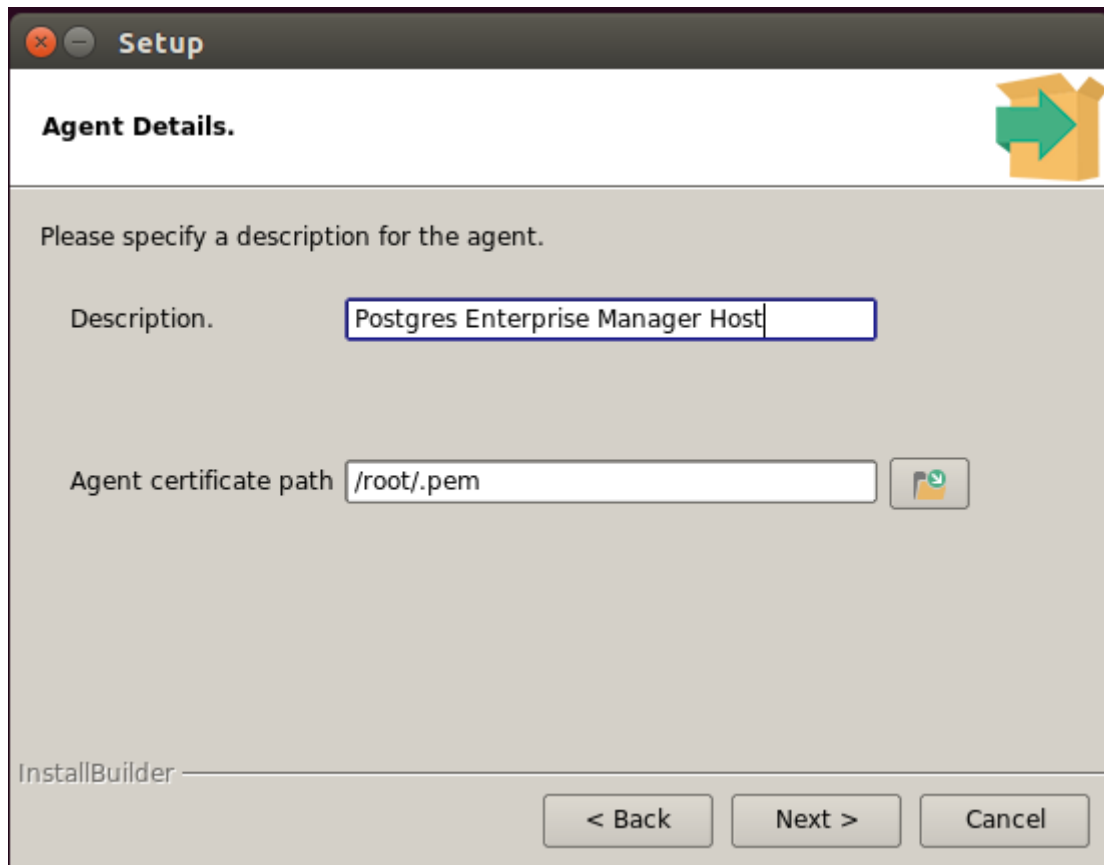 Setup
Agent Details.
Please specify a description for the agent.
Description.
Postgres Enterprise Manager Host
Agent certificate path
/root/.pem
InstallBuilder
< Back
Next >
Cancel